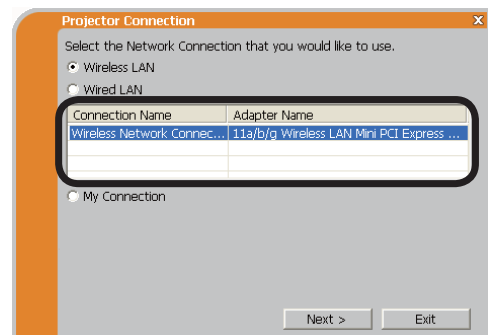 Projector Connection X
Select the Network Connection that you would like to use.
Wireless LAN
Wired LAN
Connection Name Adapter Name
Wireless Network Connec... 11a/b/g Wireless LAN Mini PCI Express ...
My Connection
Next > Exit